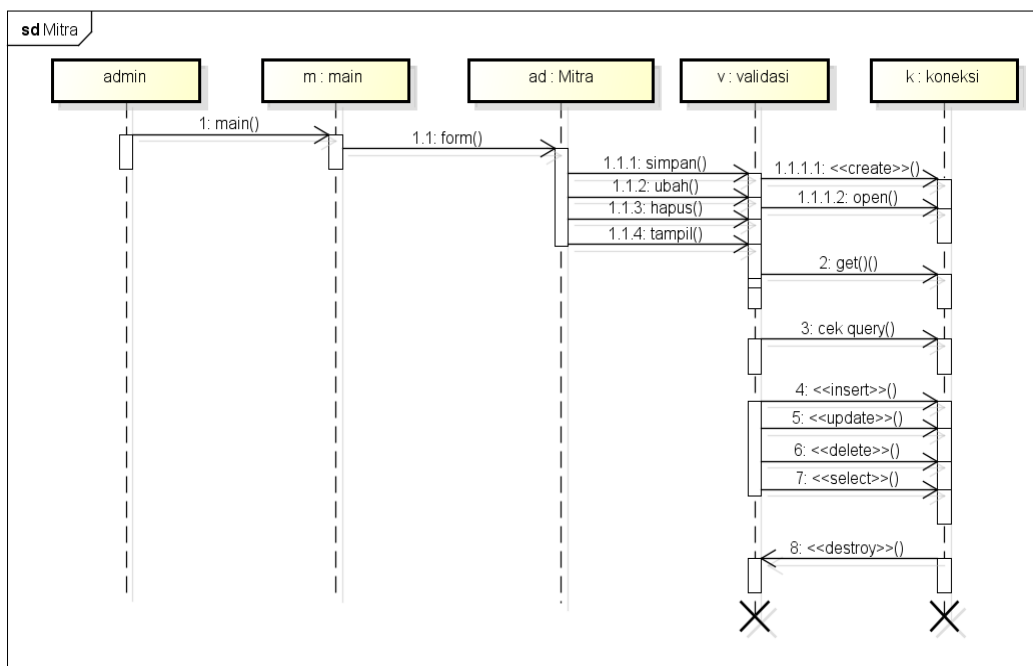 sd Mitra
admin
m : main
ad : Mitra
v : validasi
k : koneksi
1: main()
1.1: form()
1.1.1: simpan()
1.1.1.1: <<create>>()
1.1.2: ubah()
1.1.1.2: open()
1.1.3: hapus()
1.1.4: tampil()
2: get()()
3: cek query()
4: <<insert>>()
5: <<update>>()
6: <<delete>>()
7: <<select>>()
8: <<destroy>>()